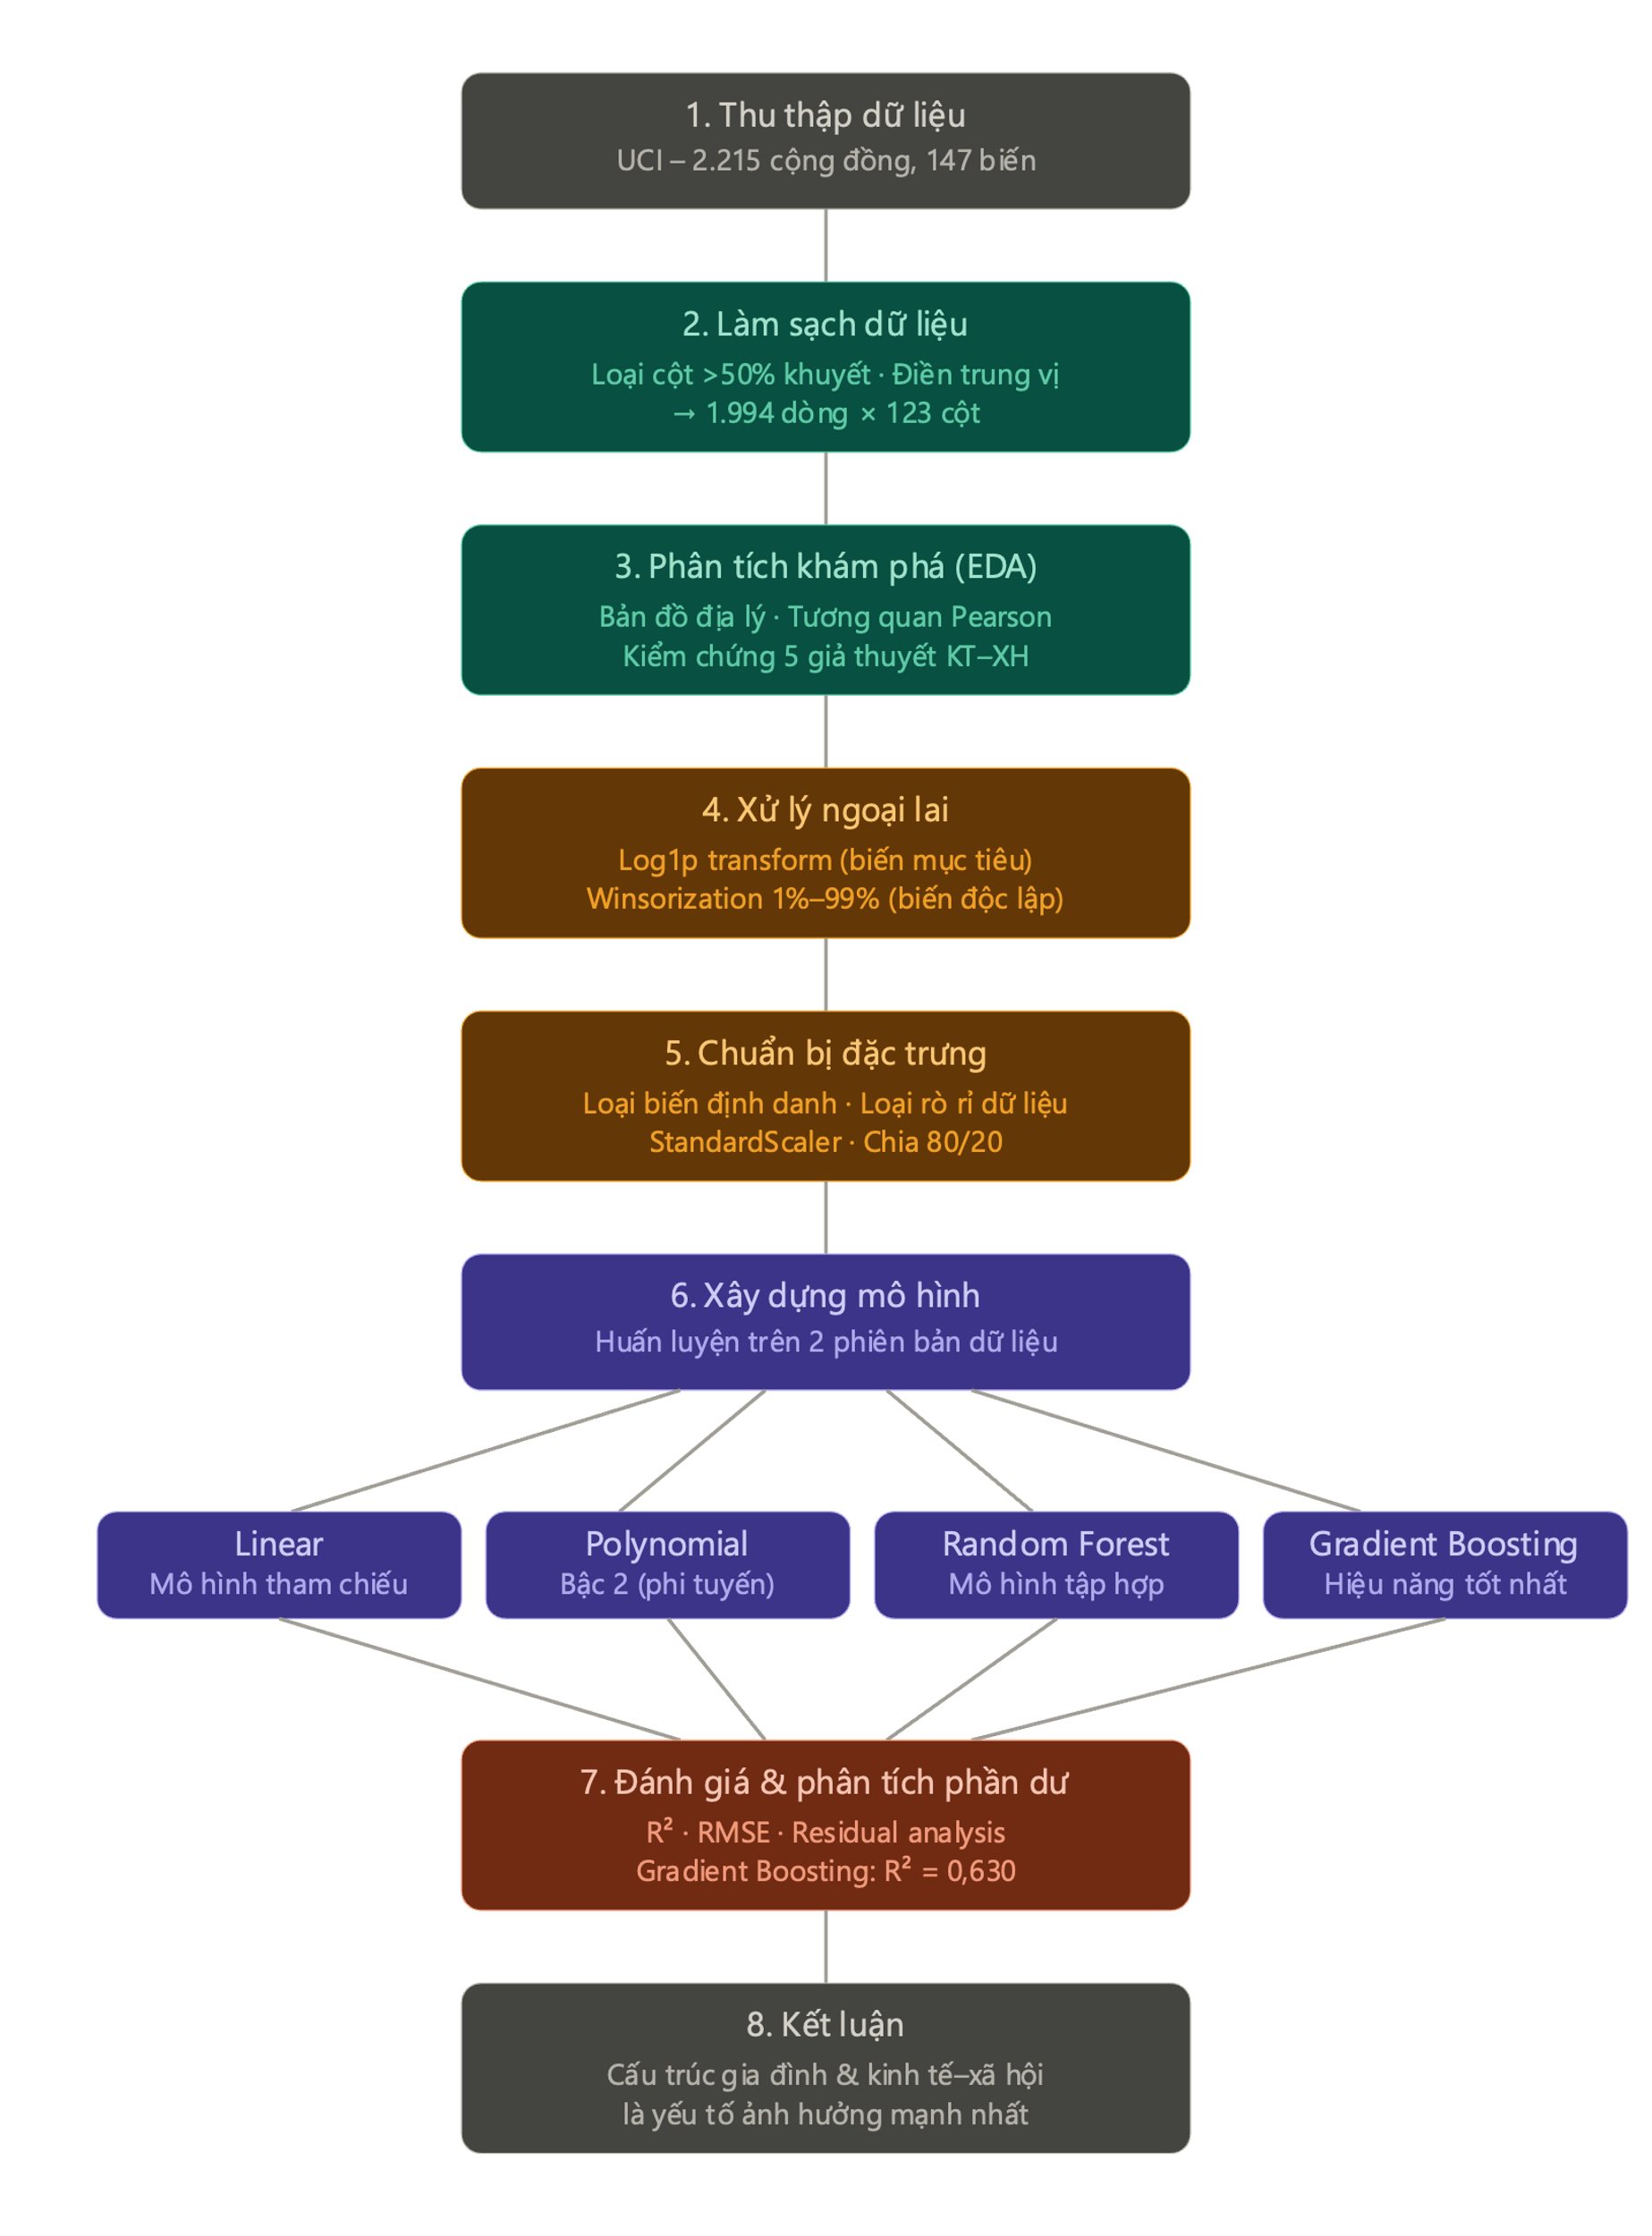 1. Thu thập dữ liệu
UCI – 2.215 cộng đồng, 147 biến
2. Làm sạch dữ liệu
Loại cột >50% khuyết · Điền trung vị
→ 1.994 dòng × 123 cột
3. Phân tích khám phá (EDA)
Bản đồ địa lý · Tương quan Pearson
Kiểm chứng 5 giả thuyết KT–XH
4. Xử lý ngoại lai
Log1p transform (biến mục tiêu)
Winsorization 1%–99% (biến độc lập)
5. Chuẩn bị đặc trưng
Loại biến định danh · Loại rò rỉ dữ liệu
StandardScaler · Chia 80/20
6. Xây dựng mô hình
Huấn luyện trên 2 phiên bản dữ liệu
Linear
Mô hình tham chiếu
Polynomial
Bậc 2 (phi tuyến)
Random Forest
Mô hình tập hợp
Gradient Boosting
Hiệu năng tốt nhất
7. Đánh giá & phân tích phần dư
R² · RMSE · Residual analysis
Gradient Boosting: R² = 0,630
8. Kết luận
Cấu trúc gia đình & kinh tế–xã hội
là yếu tố ảnh hưởng mạnh nhất